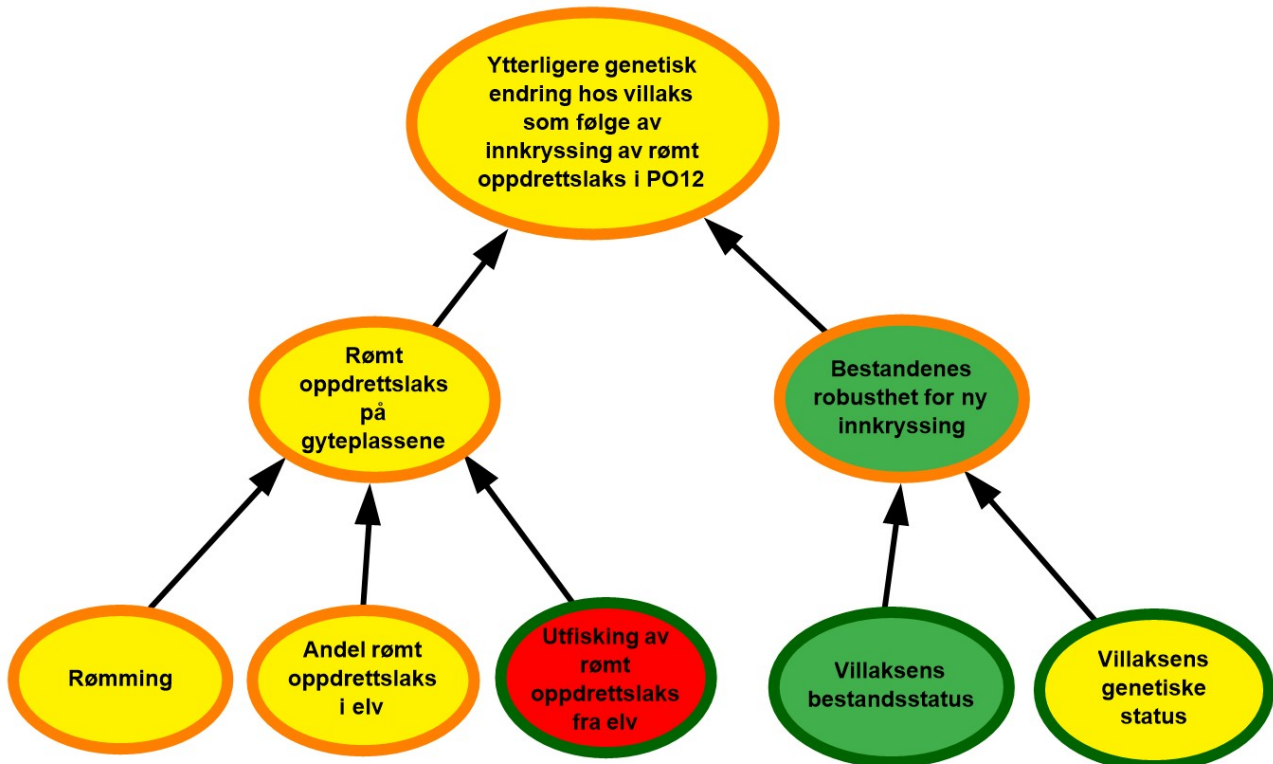 Ytterligere genetisk
endring hos villaks
som følge av
innkryssing av rømt
oppdrettslaks i PO12
Rømt
oppdrettslaks
på
gyteplassene
Bestandenes
robusthet for ny
innkryssing
Rømming
Andel rømt
oppdrettslaks
i elv
Utfisking av
rømt
oppdrettslaks
fra elv
Villaksens
bestandsstatus
Villaksens
genetiske
status